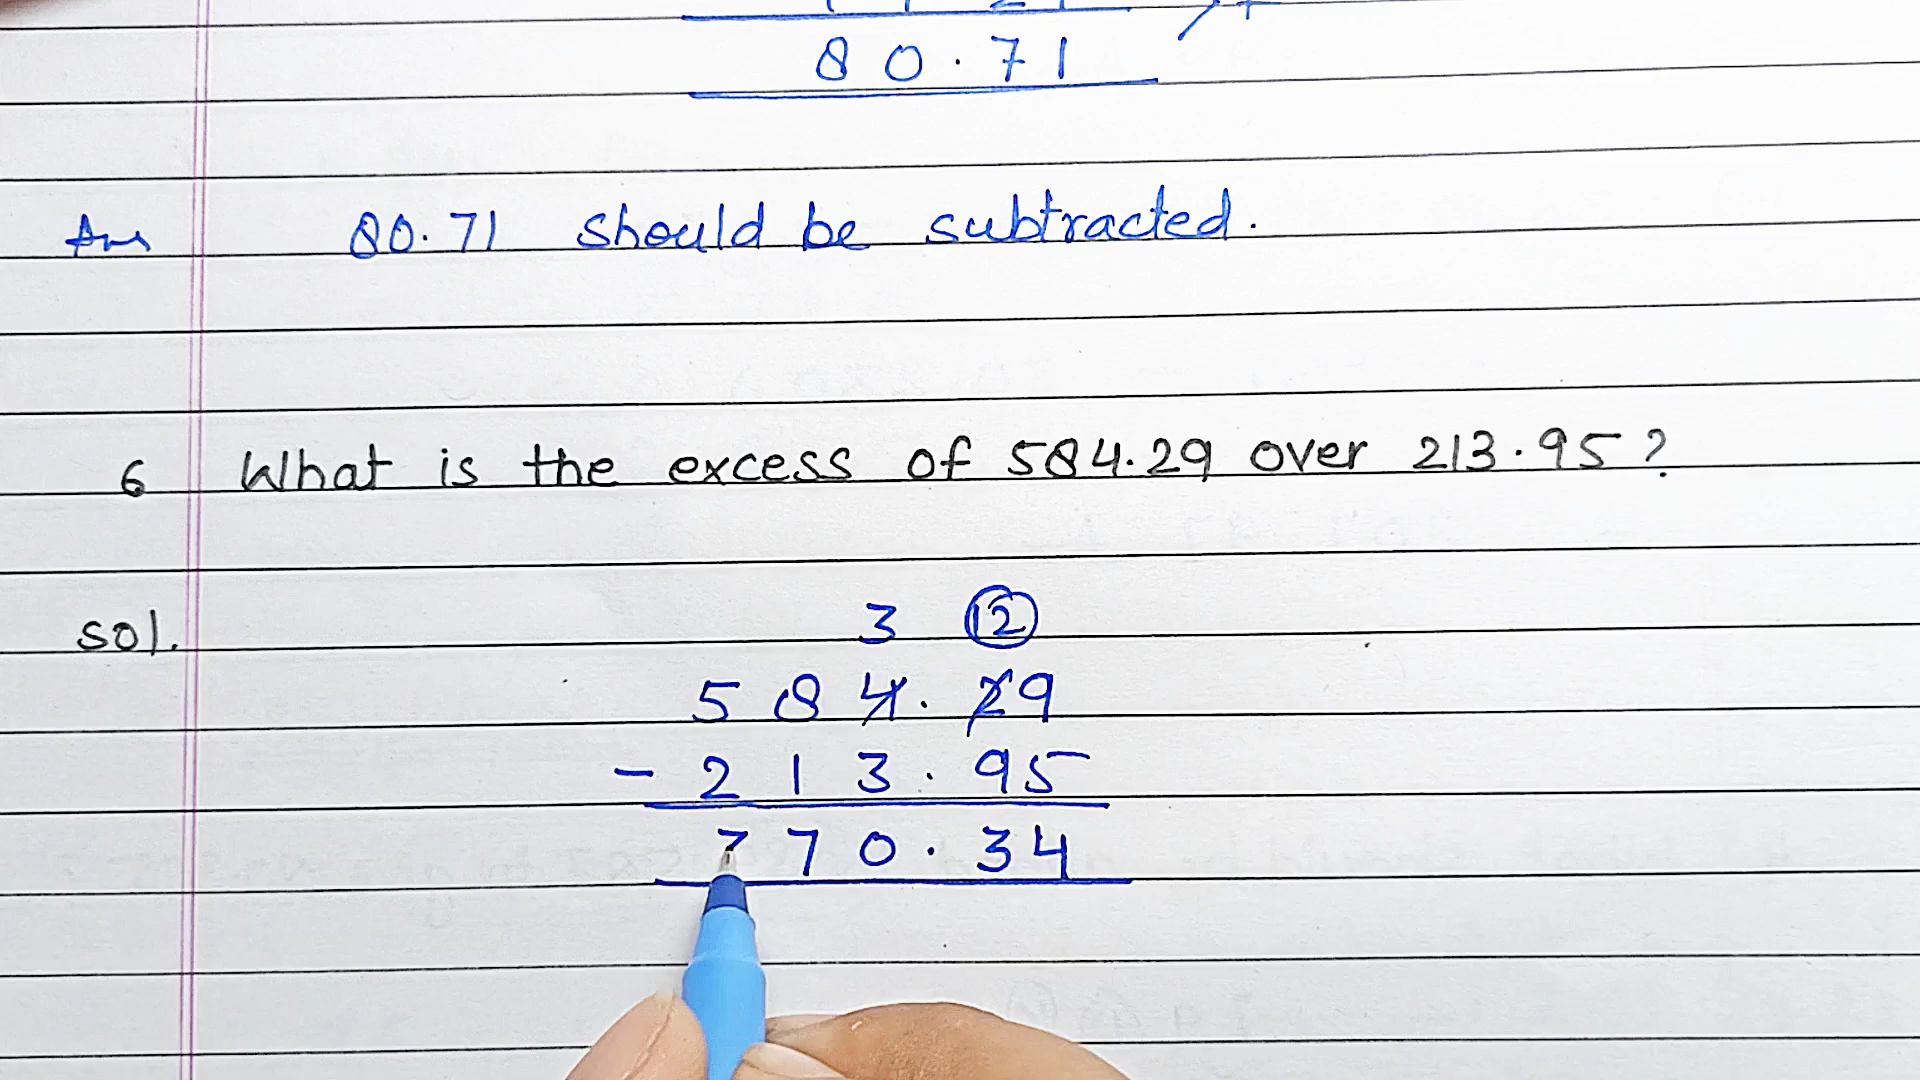 80.71
Ans 80.71 should be subtracted.
6 What is the excess of 584.29 over 213.95?
sol.
3 12
584.29
- 213.95
370.34